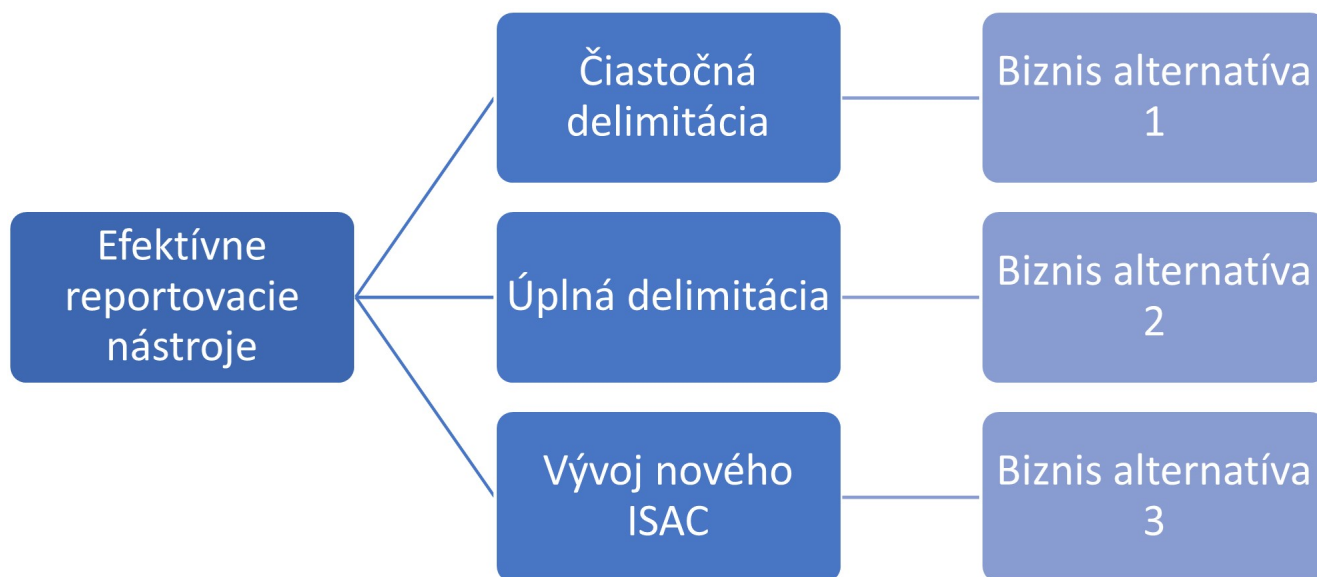 Čiastočná
delimitácia
Biznis alternatíva
1
Efektívne
reportovacie
nástroje
Úplná delimitácia
Biznis alternatíva
2
Vývoj nového
ISAC
Biznis alternatíva
3